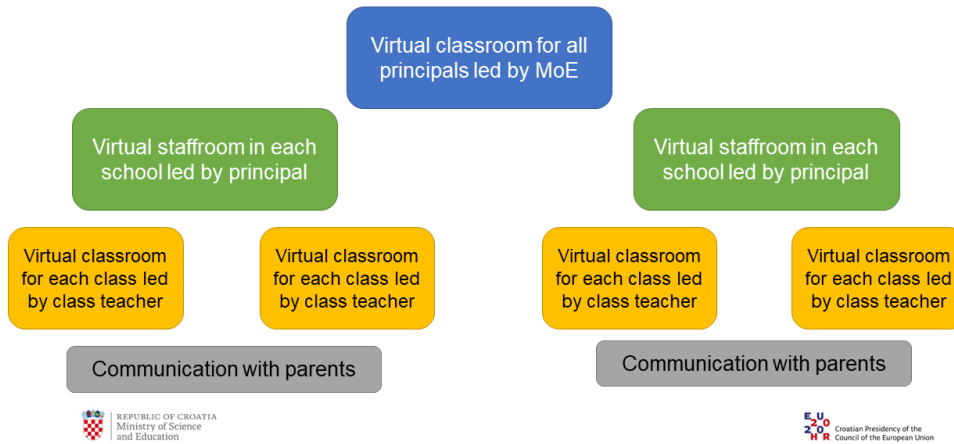 Virtual classroom for all
principals led by MoE
Virtual staffroom in each
school led by principal
Virtual staffroom in each
school led by principal
Virtual classroom
for each class led
by class teacher
Virtual classroom
for each class led
by class teacher
Virtual classroom
for each class led
by class teacher
Virtual classroom
for each class led
by class teacher
Communication with parents
Communication with parents
REPUBLIC OF CROATIA
Ministry of Science
and Education
EU
20
20
HR
Croatian Presidency of the
Council of the European Union